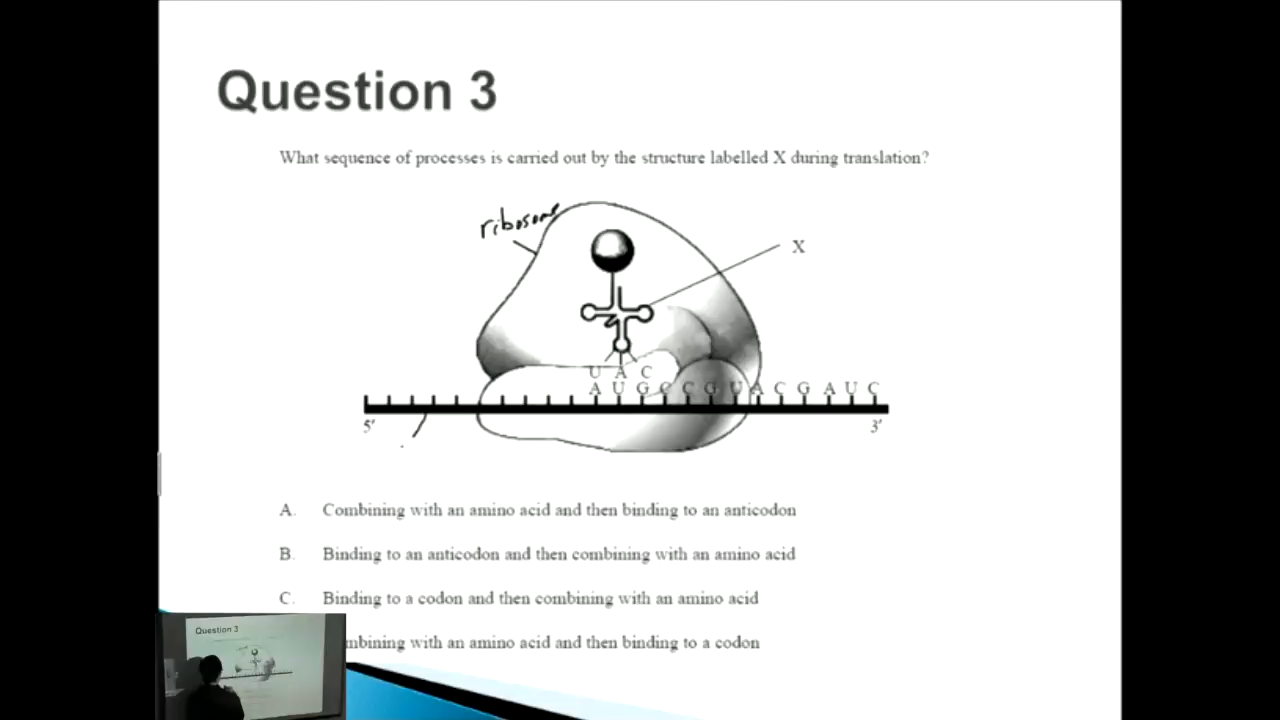 Question 3
What sequence of processes is carried out by the structure labelled X during translation?
ribosome
X
U A C
A U G C C G U A C G A U C
5' 3'
A. Combining with an amino acid and then binding to an anticodon
B. Binding to an anticodon and then combining with an amino acid
C. Binding to a codon and then combining with an amino acid
mbining with an amino acid and then binding to a codon
Question 3